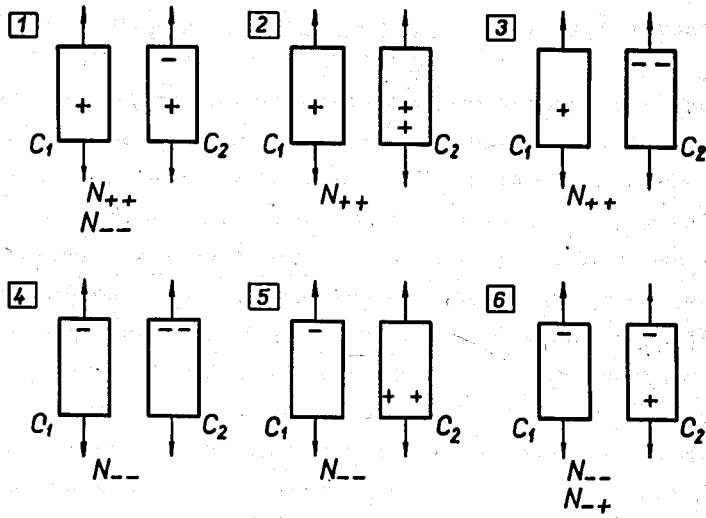 1
- + +
C1 C2
N++
N--
2
+ + +
C1 C2
N++
3
+ - -
C1 C2
N++
4
- - -
C1 C2
N--
5
- + +
C1 C2
N--
6
- - +
C1 C2
N--
N-+